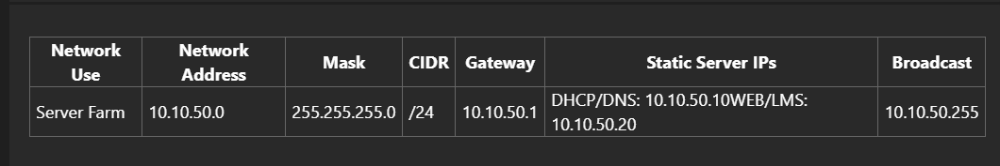 Network Use Network Address Mask CIDR Gateway Static Server IPs Broadcast
Server Farm 10.10.50.0 255.255.255.0 /24 10.10.50.1 DHCP/DNS: 10.10.50.10WEB/LMS: 10.10.50.20 10.10.50.255